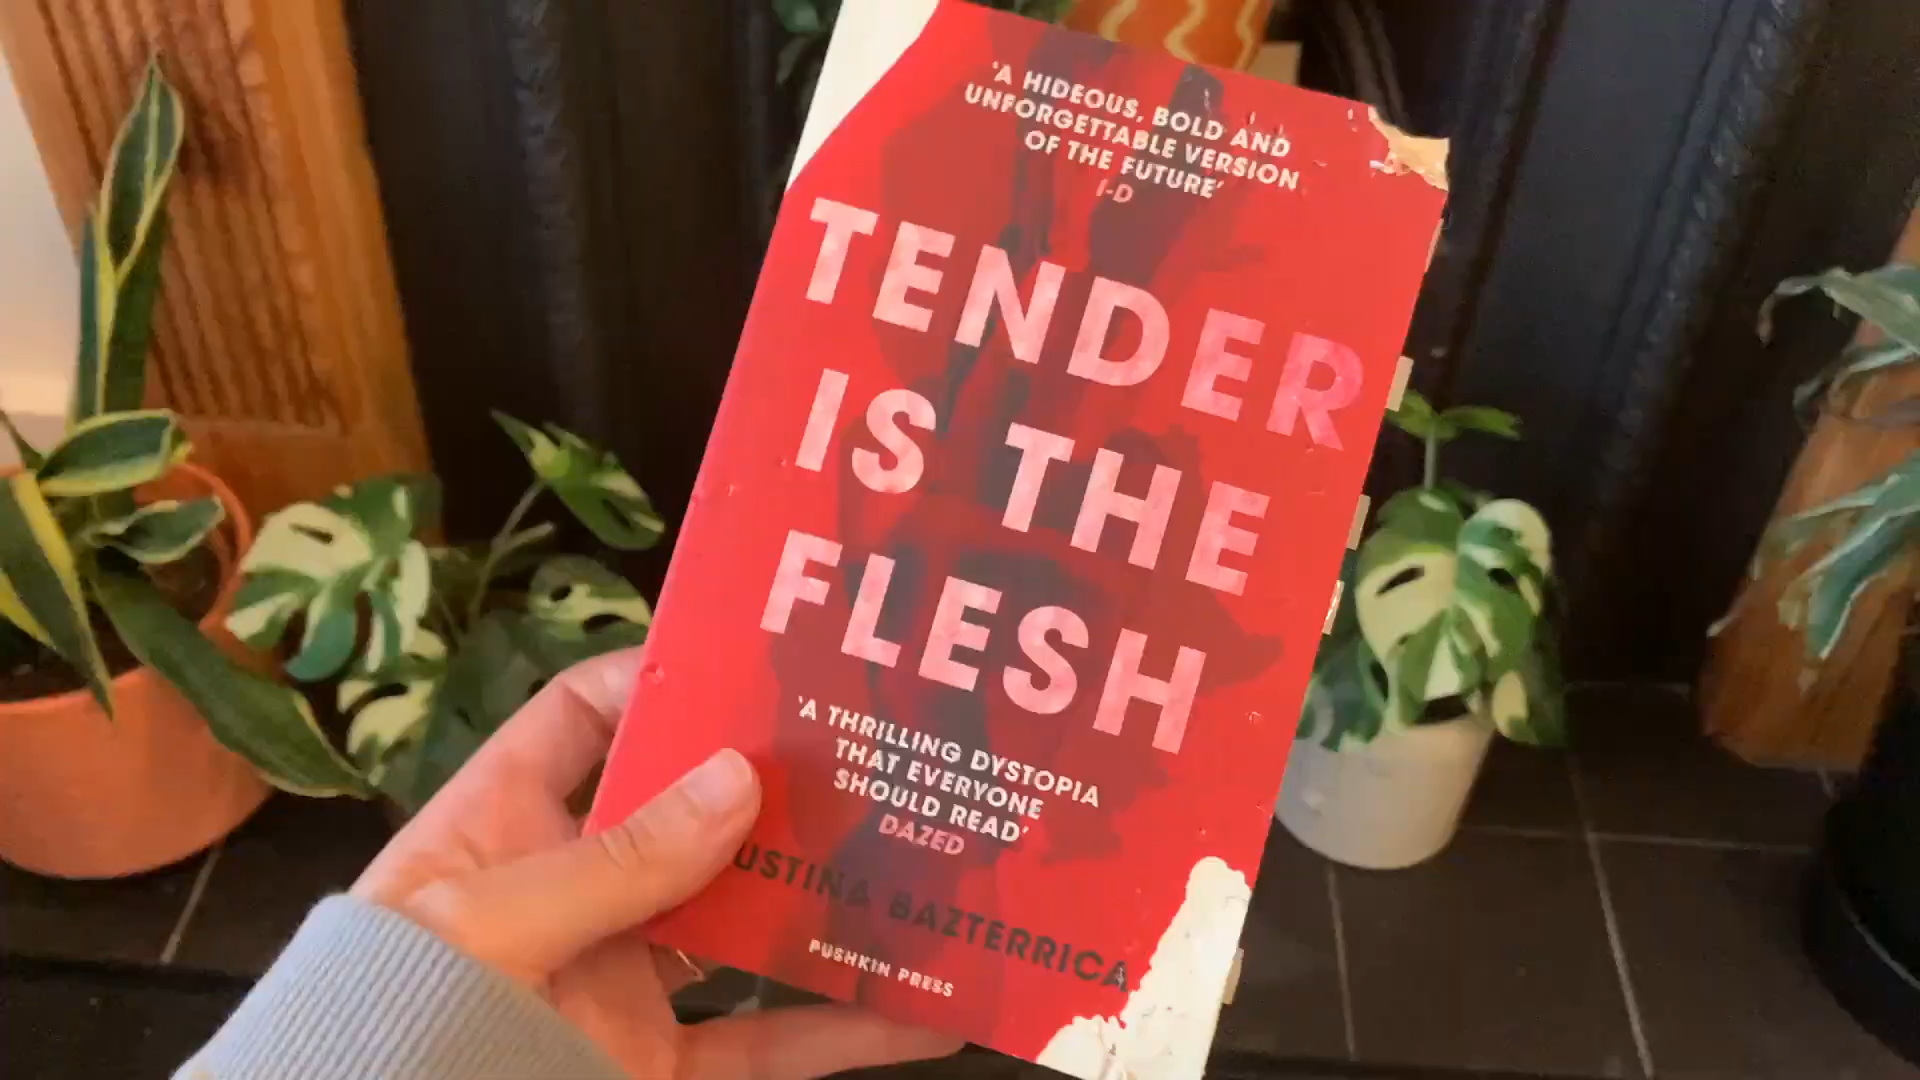 'A HIDEOUS, BOLD AND
UNFORGETTABLE VERSION
OF THE FUTURE'
I-D
TENDER
IS THE
FLESH
'A THRILLING DYSTOPIA
THAT EVERYONE
SHOULD READ'
DAZED
USTINA BAZTERRICA
PUSHKIN PRESS